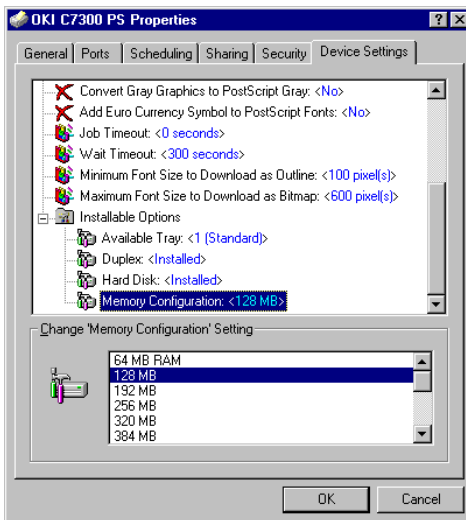 OKI C7300 PS Properties
General Ports Scheduling Sharing Security Device Settings
Convert Gray Graphics to PostScript Gray: <No>
Add Euro Currency Symbol to PostScript Fonts: <No>
Job Timeout: <0 seconds>
Wait Timeout: <300 seconds>
Minimum Font Size to Download as Outline: <100 pixel(s)>
Maximum Font Size to Download as Bitmap: <600 pixel(s)>
Installable Options
Available Tray: <1 (Standard)>
Duplex: <Installed>
Hard Disk: <Installed>
Memory Configuration: <128 MB>
Change 'Memory Configuration' Setting
64 MB RAM
128 MB
192 MB
256 MB
320 MB
384 MB
OK Cancel